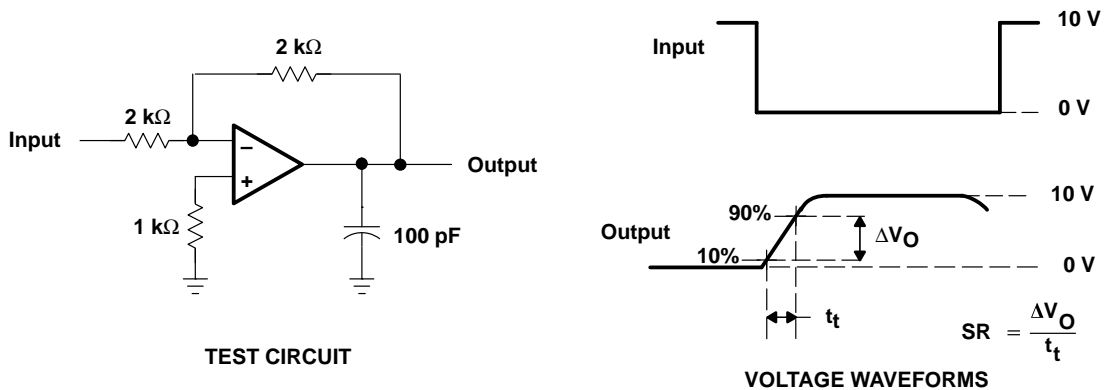 2 kΩ
2 kΩ
Input
−
+
Output
1 kΩ
100 pF
TEST CIRCUIT
Input
10 V
0 V
10 V
90%
ΔVO
Output
10%
0 V
tt
SR = ΔVO
tt
VOLTAGE WAVEFORMS